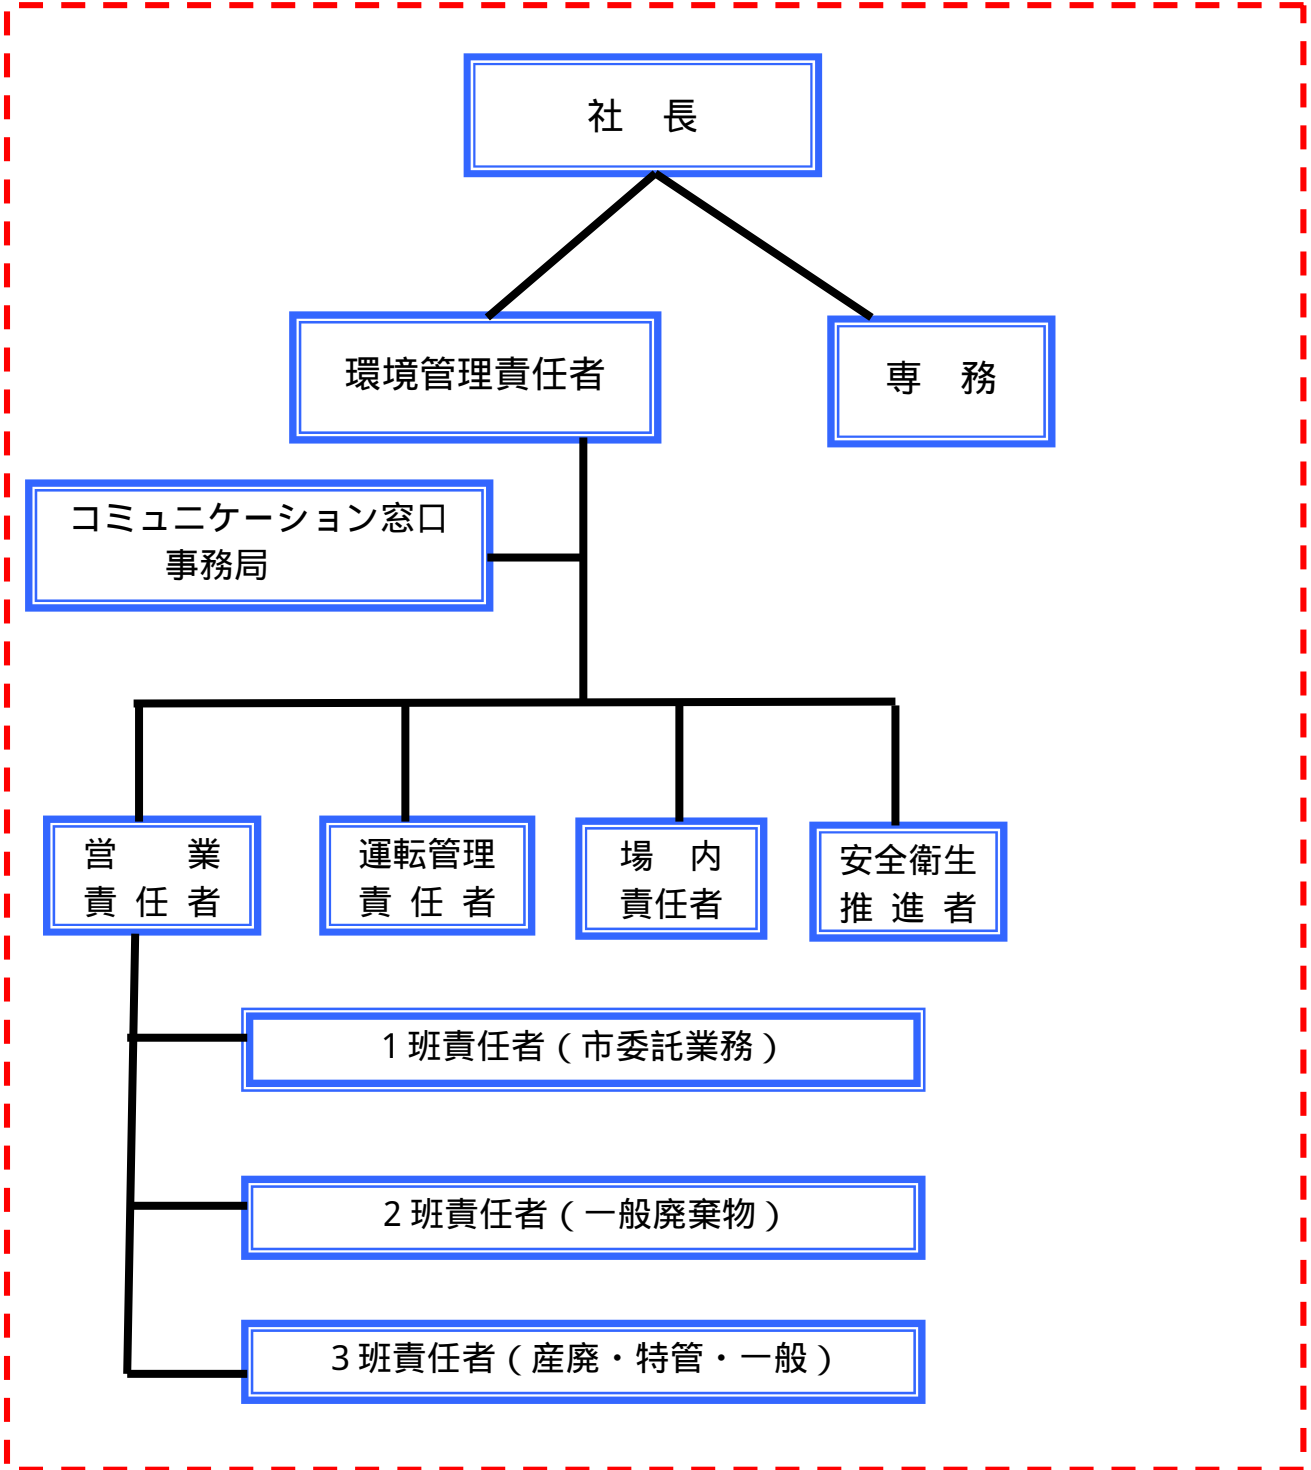 社　長
環境管理責任者
専　務
コミュニケーション窓口
事務局
営　　業
責 任 者
運転管理
責 任 者
場　内
責任者
安全衛生
推 進 者
1 班責任者（市委託業務）
2 班責任者（一般廃棄物）
3 班責任者（産廃・特管・一般）